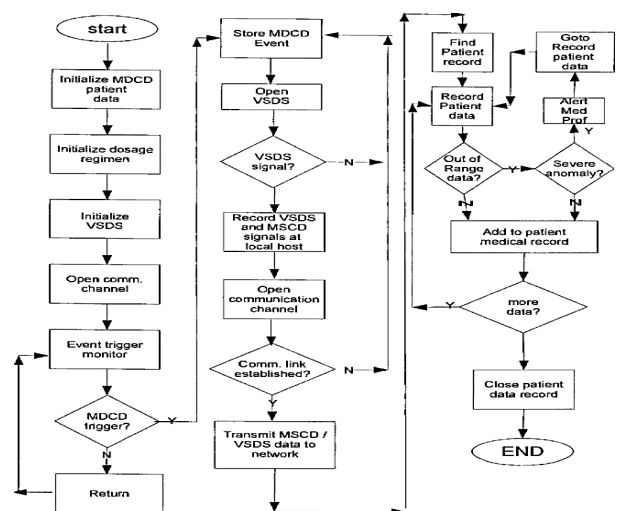 start
Initialize MDCD
patient
data
Initialize dosage
regimen
Initialize
VSDS
Open comm.
channel
Event trigger
monitor
MDCD
trigger?
Y
N
Return
Store MDCD
Event
Open
VSDS
VSDS
signal?
N
Record VSDS
and MSCD
signals at
local host
Open
communication
channel
Comm. link
established?
N
Y
Transmit MSCD /
VSDS data to
network
Find
Patient
record
Record
Patient
data
Out of
Range
data?
Y
N
Goto
Record
patient
data
Alert
Med
Prof
Y
Severe
anomaly?
N
Add to patient
medical record
more
data?
Y
Close patient
data record
END